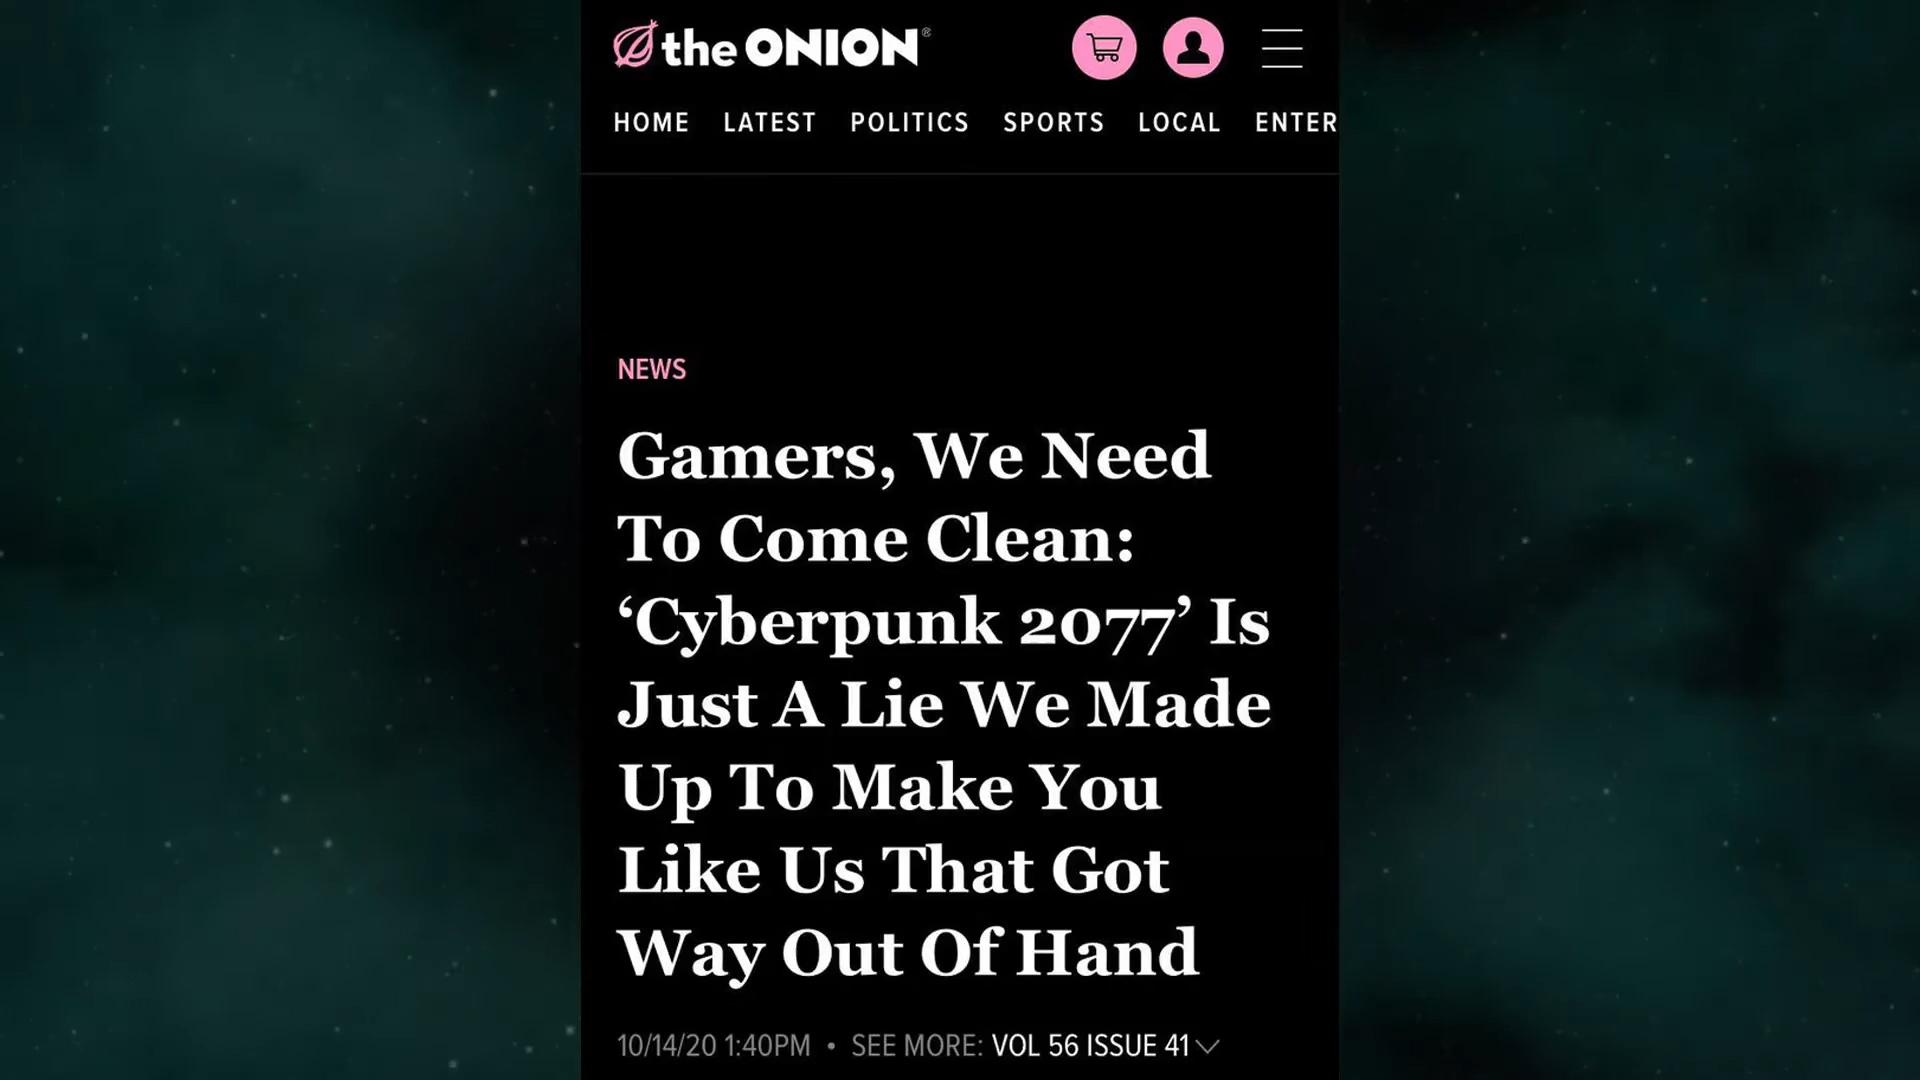 the ONION®
HOME LATEST POLITICS SPORTS LOCAL ENTER
NEWS
Gamers, We Need
To Come Clean:
‘Cyberpunk 2077’ Is
Just A Lie We Made
Up To Make You
Like Us That Got
Way Out Of Hand
10/14/20 1:40PM • SEE MORE: VOL 56 ISSUE 41